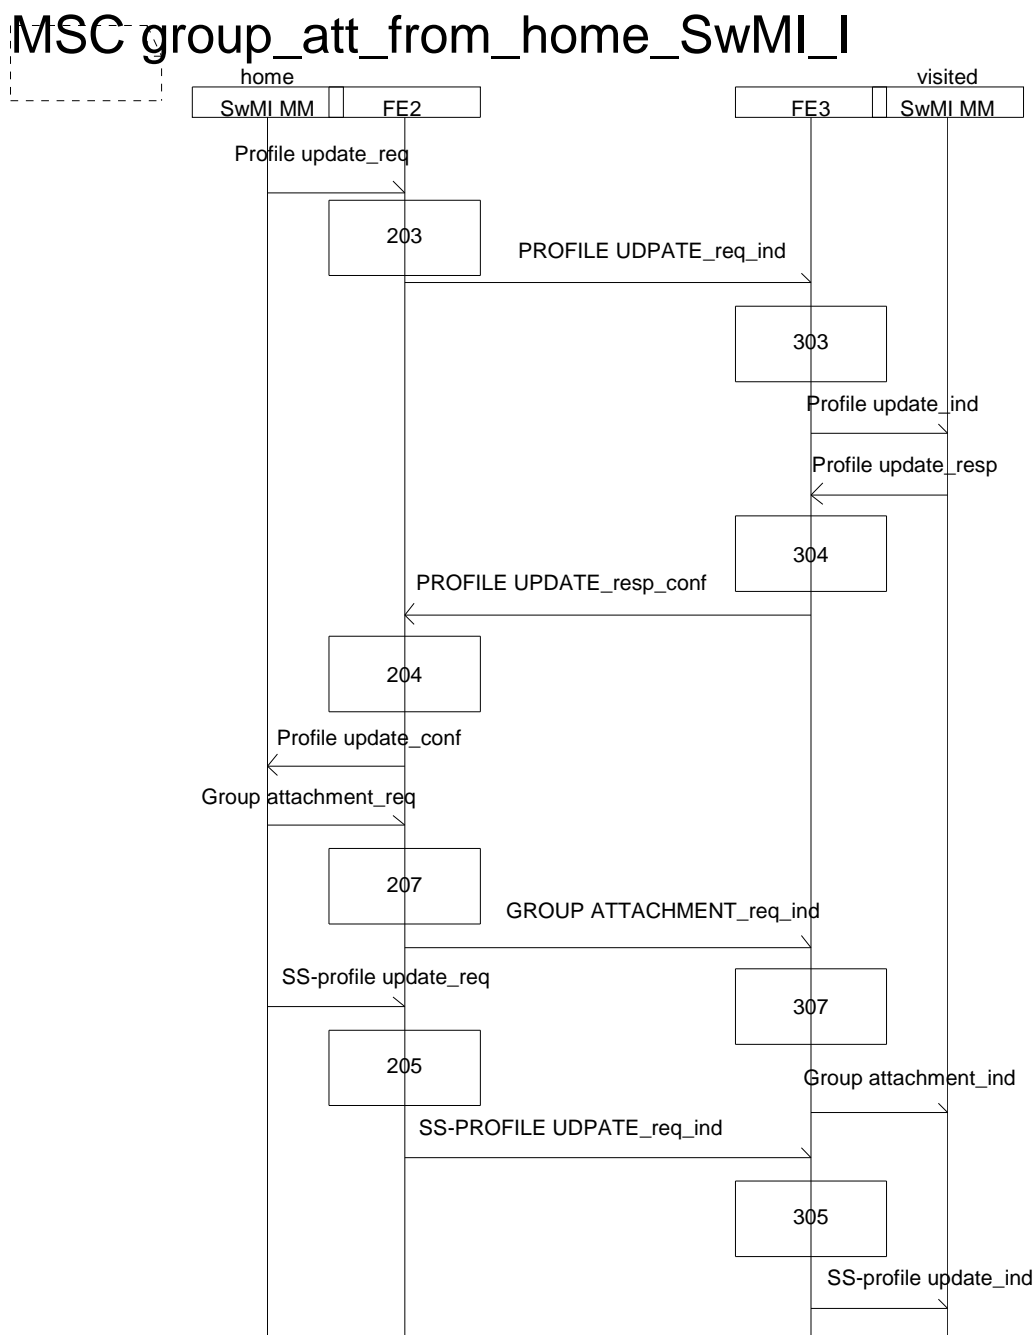 MSC group_att_from_home_SwMI_I
home
visited
SwMI MM
FE2
FE3
SwMI MM
Profile update_req
203
PROFILE UDPATE_req_ind
303
Profile update_ind
Profile update_resp
304
PROFILE UPDATE_resp_conf
204
Profile update_conf
Group attachment_req
207
GROUP ATTACHMENT_req_ind
SS-profile update_req
307
205
Group attachment_ind
SS-PROFILE UDPATE_req_ind
305
SS-profile update_ind